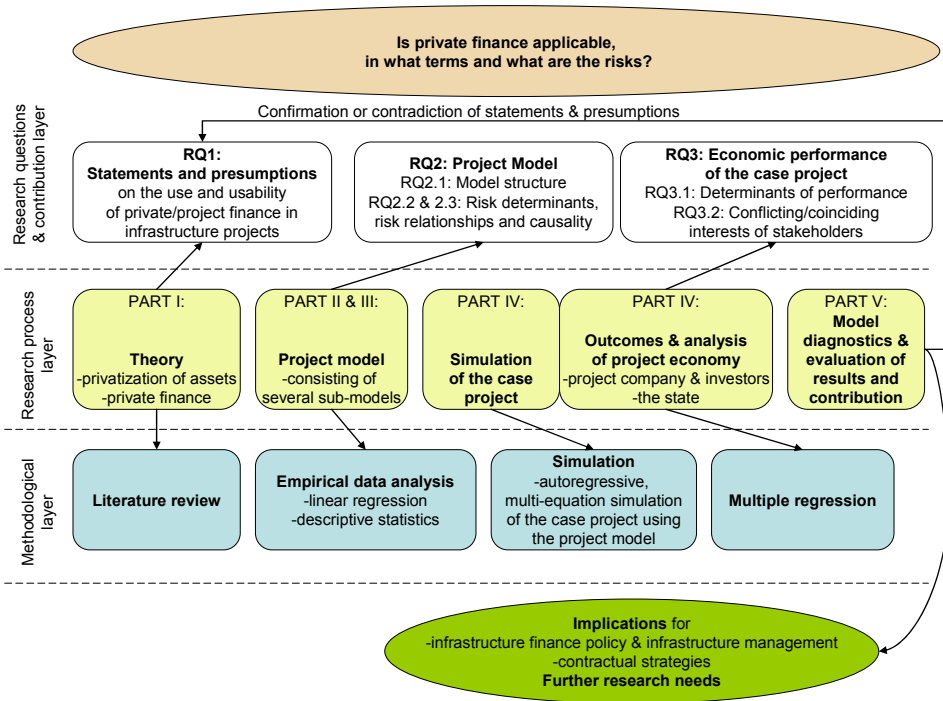 Is private finance applicable,
in what terms and what are the risks?
Research questions
& contribution layer
Confirmation or contradiction of statements & presumptions
RQ1:
Statements and presumptions
on the use and usability
of private/project finance in
infrastructure projects
RQ2: Project Model
RQ2.1: Model structure
RQ2.2 & 2.3: Risk determinants,
risk relationships and causality
RQ3: Economic performance
of the case project
RQ3.1: Determinants of performance
RQ3.2: Conflicting/coinciding
interests of stakeholders
Research process
layer
PART I:
Theory
-privatization of assets
-private finance
PART II & III:
Project model
-consisting of
several sub-models
PART IV:
Simulation
of the case
project
PART IV:
Outcomes & analysis
of project economy
-project company & investors
-the state
PART V:
Model
diagnostics &
evaluation of
results and
contribution
Methodological
layer
Literature review
Empirical data analysis
-linear regression
-descriptive statistics
Simulation
-autoregressive,
multi-equation simulation
of the case project using
the project model
Multiple regression
Implications for
-infrastructure finance policy & infrastructure management
-contractual strategies
Further research needs